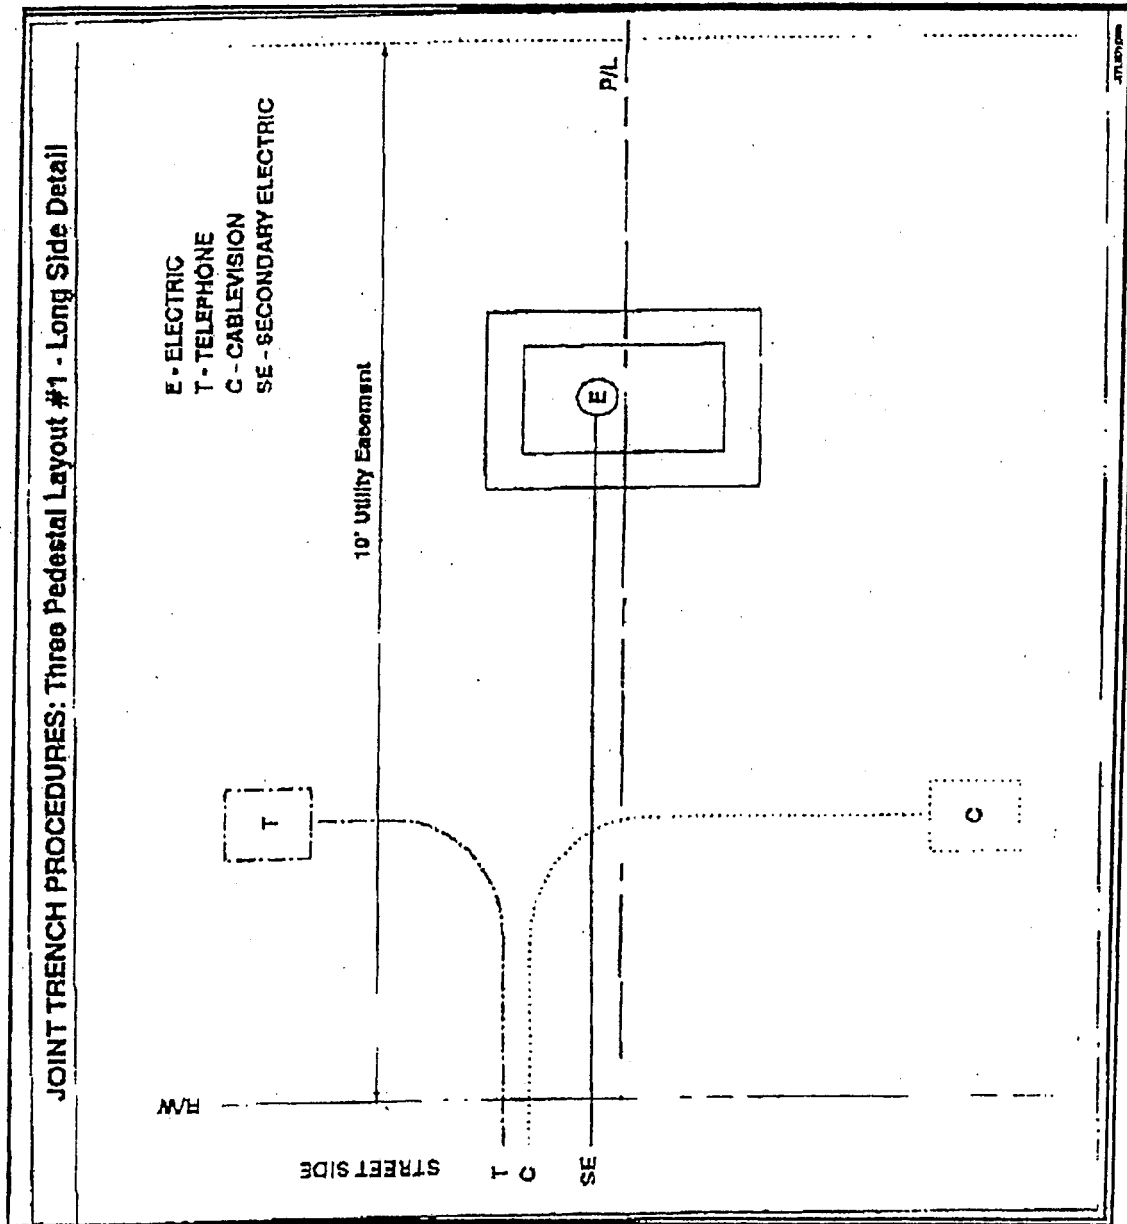 JOINT TRENCH PROCEDURES: Three Pedestal Layout #1 - Long Side Detail
E - ELECTRIC
T - TELEPHONE
C - CABLEVISION
SE - SECONDARY ELECTRIC
10' Utility Easement
P/L
E
T
C
R/W
STREET SIDE
T
C
SE